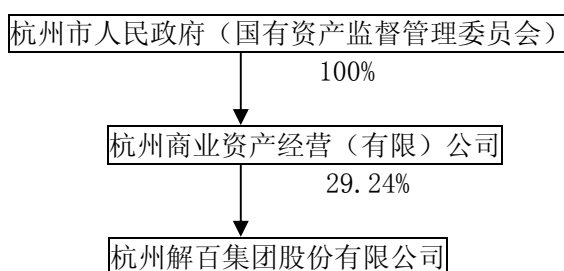 杭州市人民政府（国有资产监督管理委员会）
100%
杭州商业资产经营（有限）公司
29.24%
杭州解百集团股份有限公司